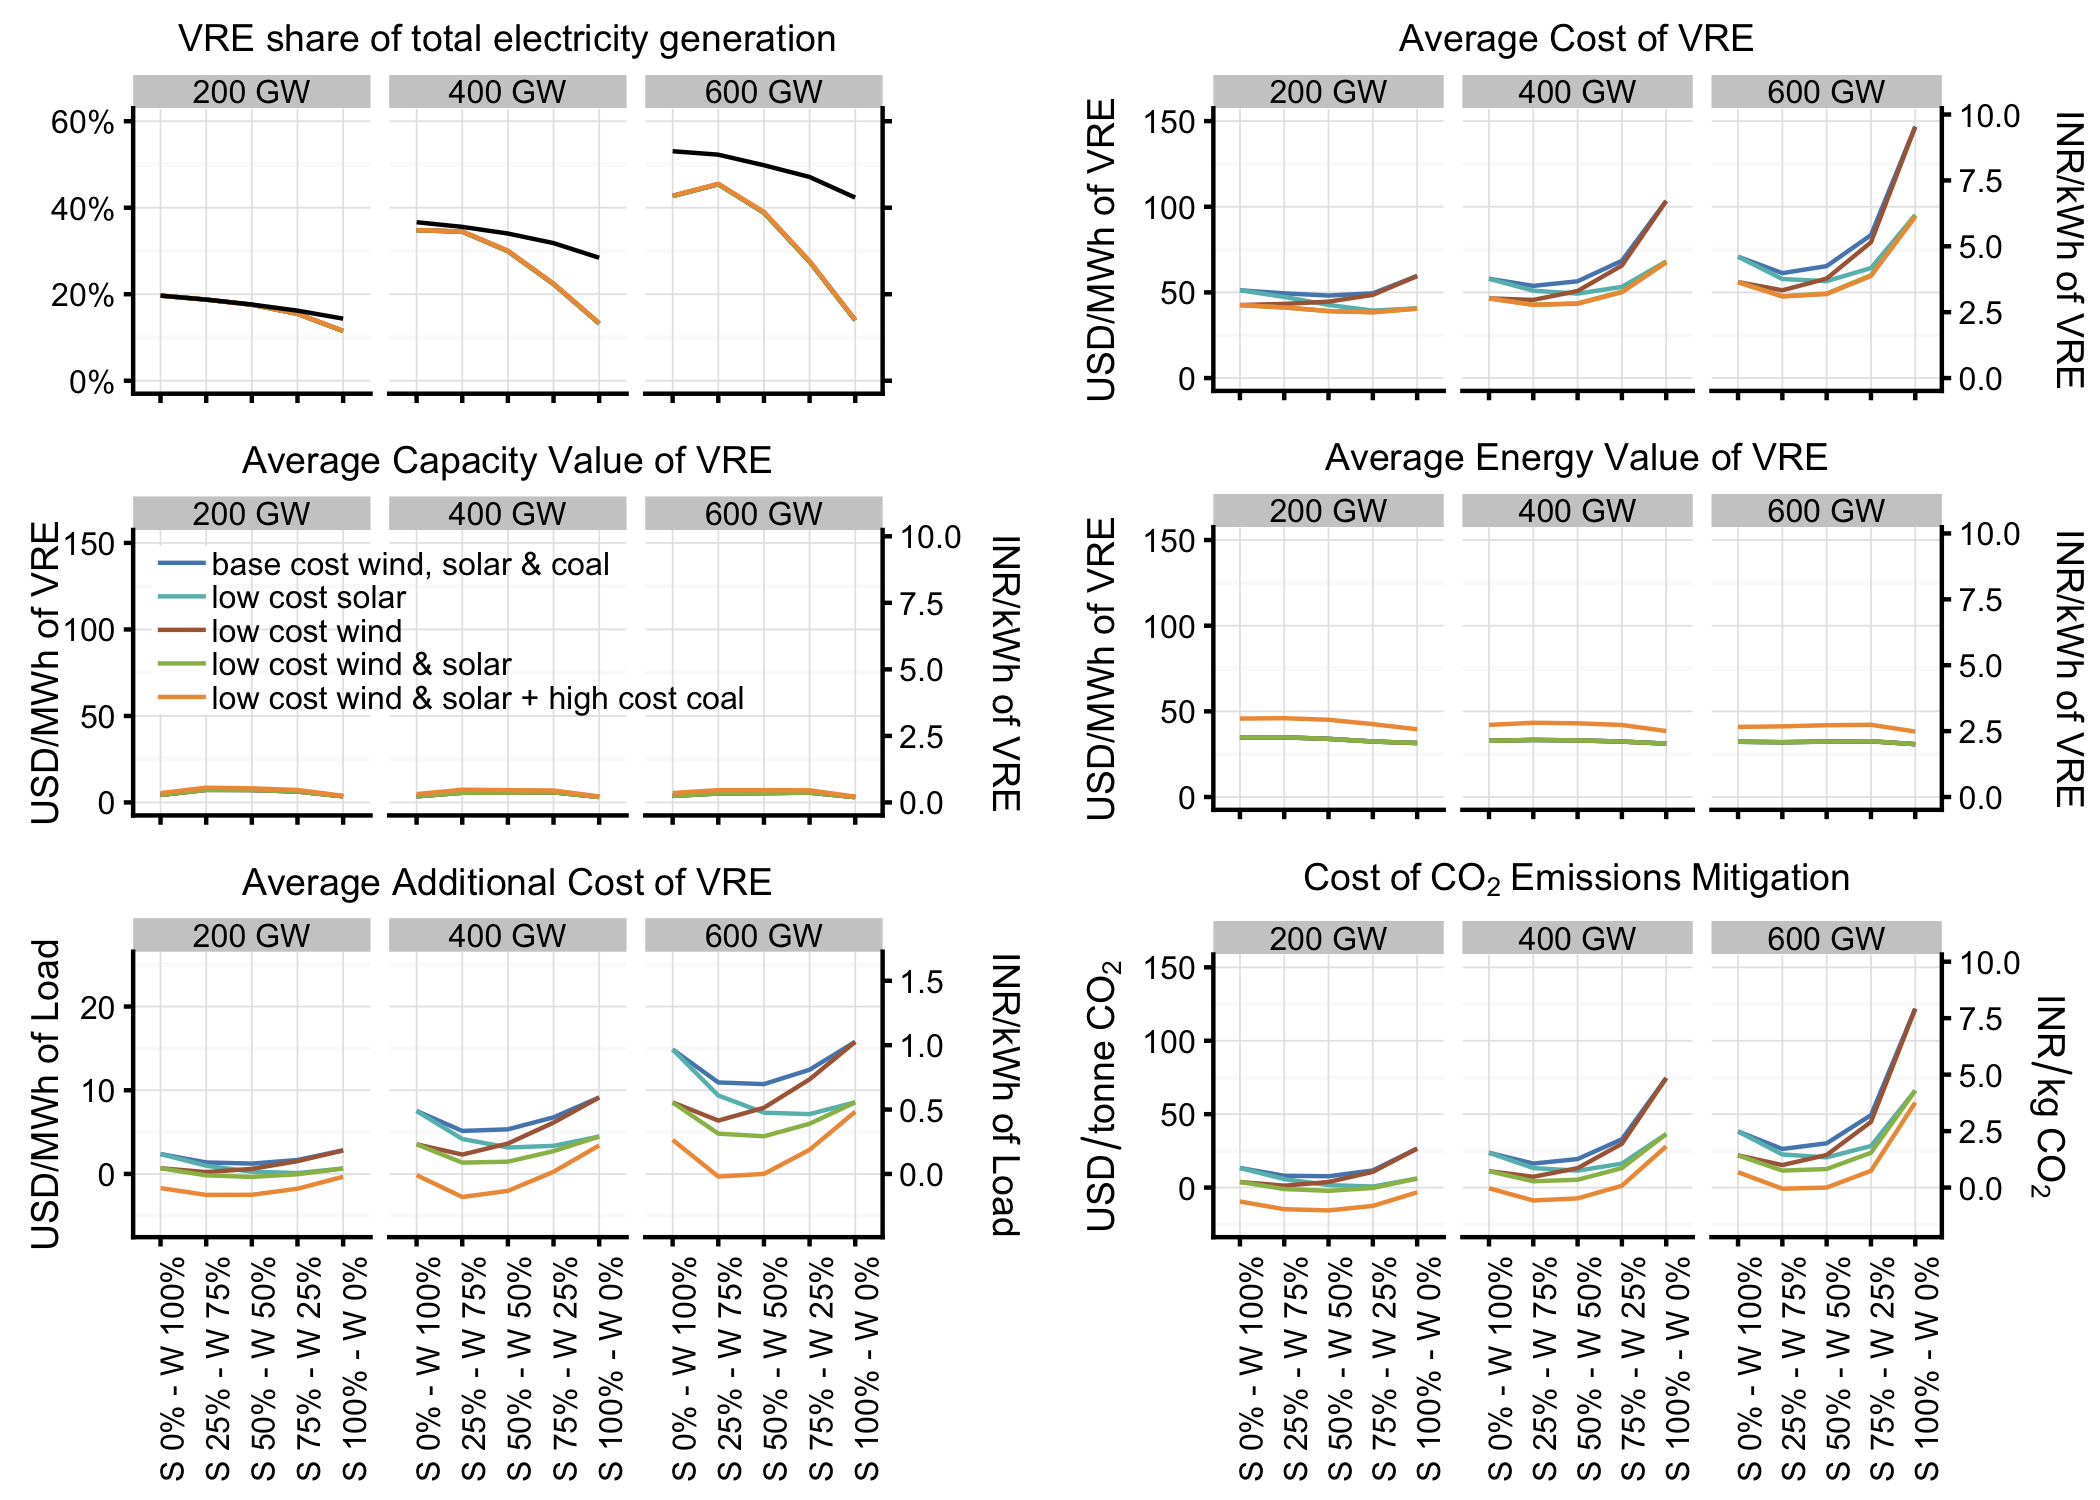 VRE share of total electricity generation
200 GW 400 GW 600 GW
60%
40%
20%
0%
Average Cost of VRE
200 GW 400 GW 600 GW
USD/MWh of VRE
150
100
50
0
10.0
7.5
5.0
2.5
0.0
INR/kWh of VRE
Average Capacity Value of VRE
200 GW 400 GW 600 GW
USD/MWh of VRE
150
100
50
0
base cost wind, solar & coal
low cost solar
low cost wind
low cost wind & solar
low cost wind & solar + high cost coal
10.0
7.5
5.0
2.5
0.0
INR/kWh of VRE
Average Energy Value of VRE
200 GW 400 GW 600 GW
USD/MWh of VRE
150
100
50
0
10.0
7.5
5.0
2.5
0.0
INR/kWh of VRE
Average Additional Cost of VRE
200 GW 400 GW 600 GW
USD/MWh of Load
20
10
0
1.5
1.0
0.5
0.0
INR/kWh of Load
S 0% - W 100%
S 25% - W 75%
S 50% - W 50%
S 75% - W 25%
S 100% - W 0%
S 0% - W 100%
S 25% - W 75%
S 50% - W 50%
S 75% - W 25%
S 100% - W 0%
S 0% - W 100%
S 25% - W 75%
S 50% - W 50%
S 75% - W 25%
S 100% - W 0%
Cost of CO₂ Emissions Mitigation
200 GW 400 GW 600 GW
USD/tonne CO₂
150
100
50
0
10.0
7.5
5.0
2.5
0.0
INR/kg CO₂
S 0% - W 100%
S 25% - W 75%
S 50% - W 50%
S 75% - W 25%
S 100% - W 0%
S 0% - W 100%
S 25% - W 75%
S 50% - W 50%
S 75% - W 25%
S 100% - W 0%
S 0% - W 100%
S 25% - W 75%
S 50% - W 50%
S 75% - W 25%
S 100% - W 0%